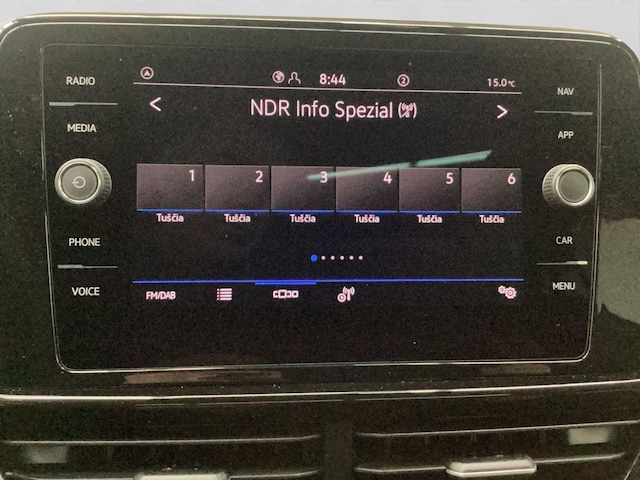 RADIO
MEDIA
PHONE
VOICE
8:44
2
15.0°C
NDR Info Spezial
1 2 3 4 5 6
Tuščia Tuščia Tuščia Tuščia Tuščia Tuščia
FM/DAB
NAV
APP
CAR
MENU